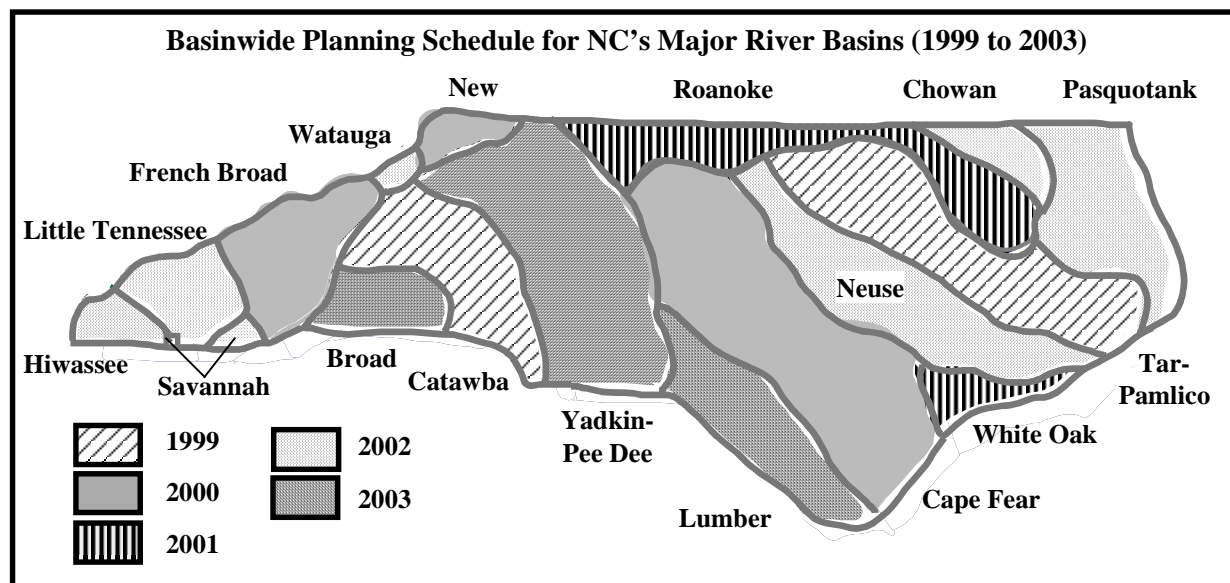 Basinwide Planning Schedule for NC’s Major River Basins (1999 to 2003)
New
Roanoke
Chowan
Pasquotank
Watauga
French Broad
Little Tennessee
Neuse
Hiwassee
Savannah
Broad
Catawba
Yadkin-
Pee Dee
Tar-
Pamlico
White Oak
Cape Fear
Lumber
1999
2000
2001
2002
2003